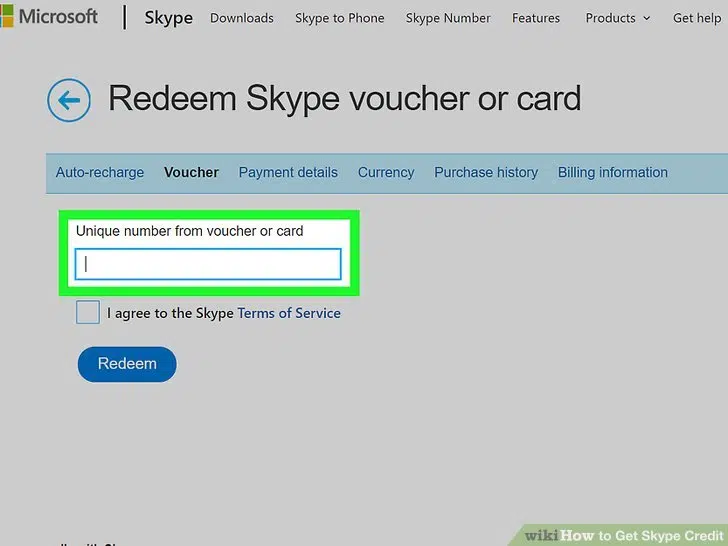 Microsoft | Skype Downloads Skype to Phone Skype Number Features Products Get help
Redeem Skype voucher or card
Auto-recharge Voucher Payment details Currency Purchase history Billing information
Unique number from voucher or card
I agree to the Skype Terms of Service
Redeem
wikiHow to Get Skype Credit